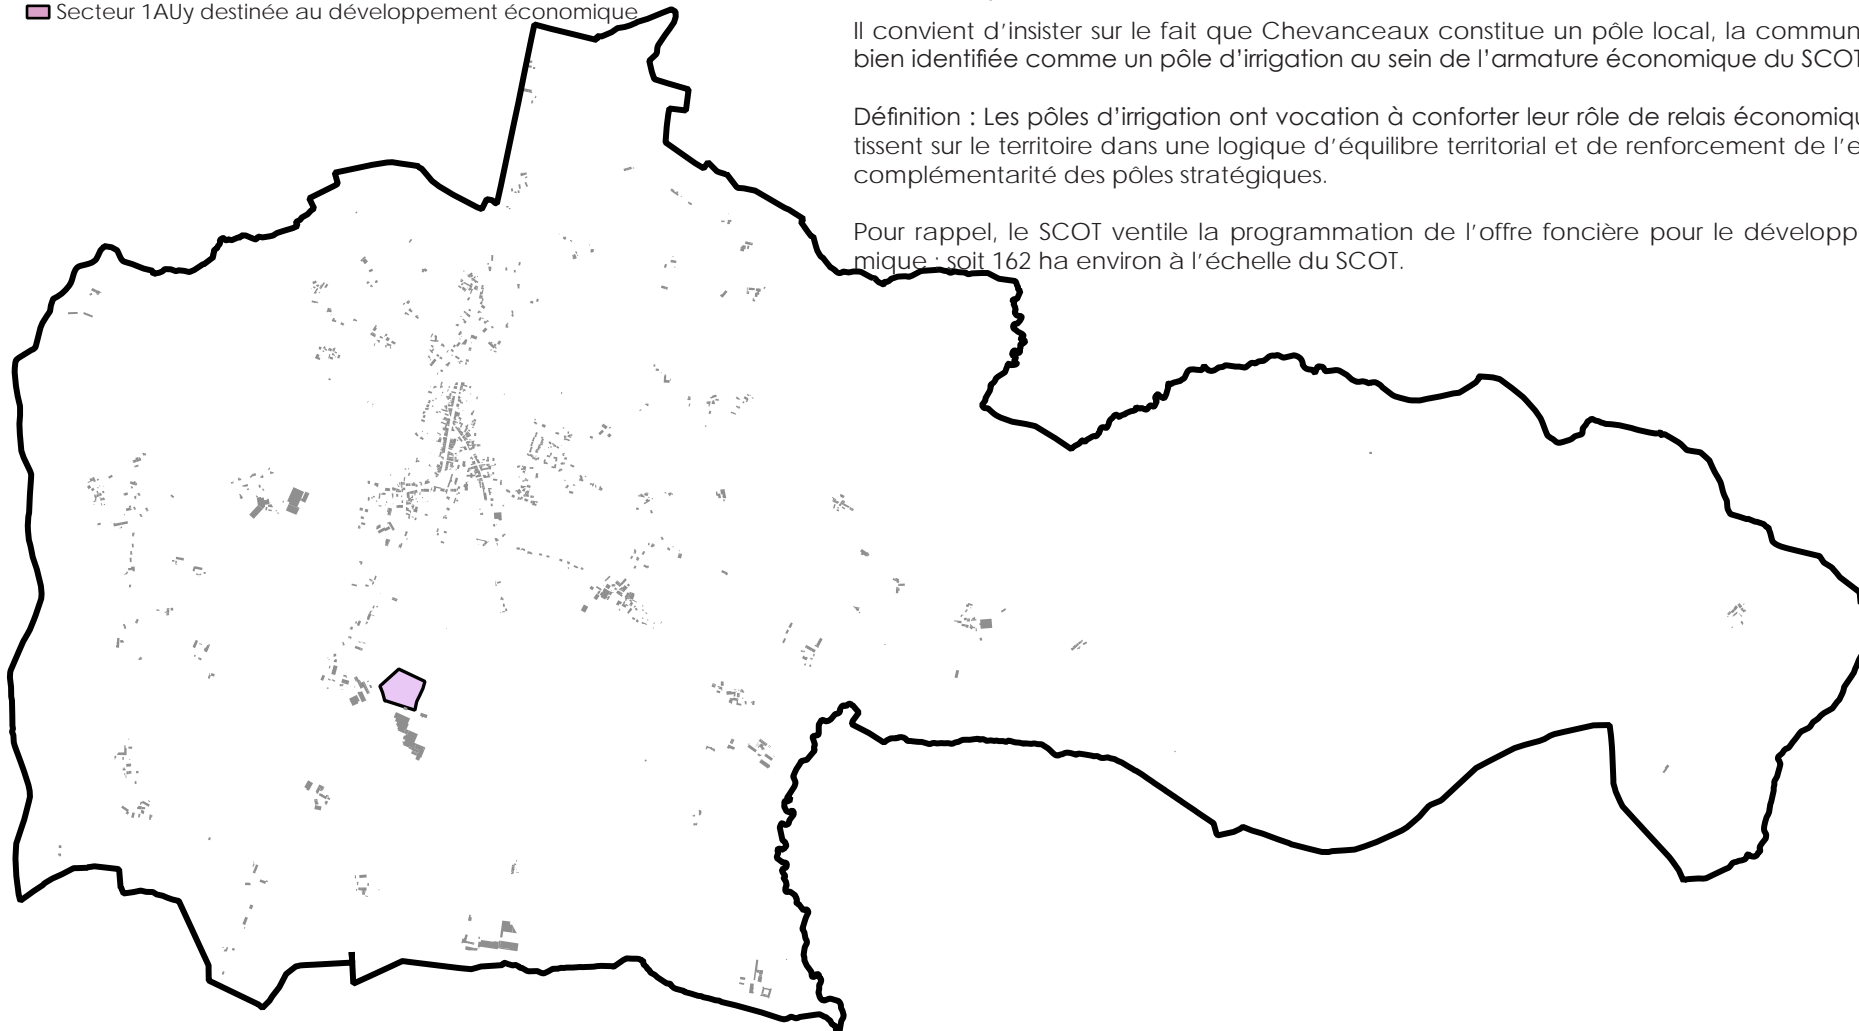 Secteur 1AUy destinée au développement économique
Il convient d'insister sur le fait que Chevanceaux constitue un pôle local, la commun
bien identifiée comme un pôle d'irrigation au sein de l'armature économique du SCOT
Définition : Les pôles d'irrigation ont vocation à conforter leur rôle de relais économiqu
tissent sur le territoire dans une logique d'équilibre territorial et de renforcement de l'e
complémentarité des pôles stratégiques.
Pour rappel, le SCOT ventile la programmation de l'offre foncière pour le développ
mique : soit 162 ha environ à l'échelle du SCOT.